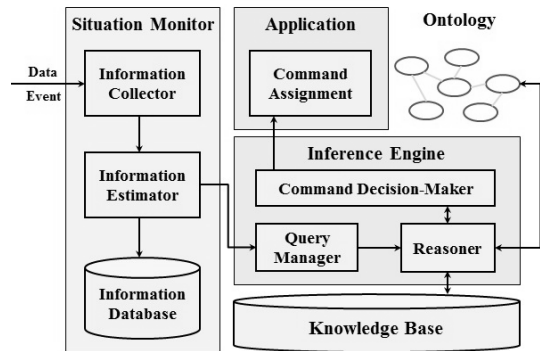 Situation Monitor
Application
Ontology
Data
Event
Information
Collector
Command
Assignment
Information
Estimator
Inference Engine
Command Decision-Maker
Query
Manager
Reasoner
Information
Database
Knowledge Base